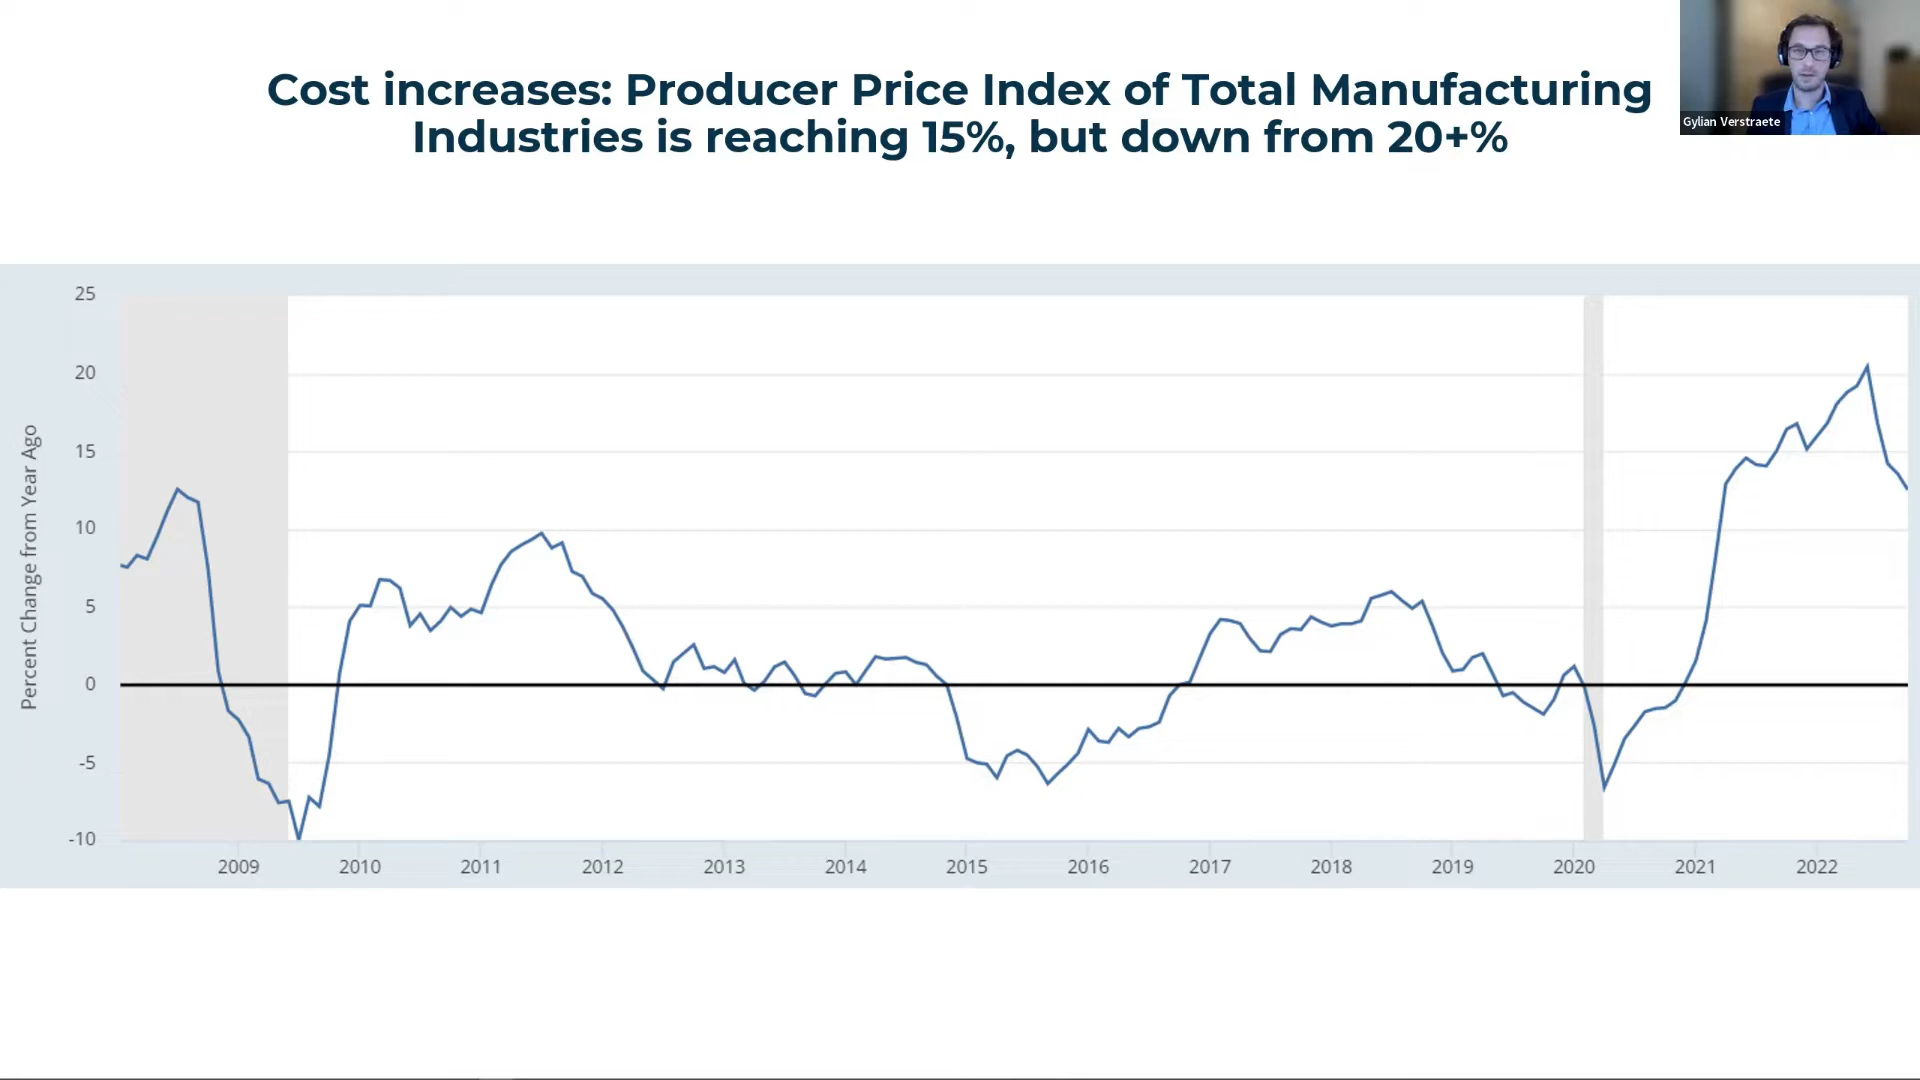 Cost increases: Producer Price Index of Total Manufacturing
Industries is reaching 15%, but down from 20+%
Gylian Verstraete
Percent Change from Year Ago
25
20
15
10
5
0
-5
-10
2009 2010 2011 2012 2013 2014 2015 2016 2017 2018 2019 2020 2021 2022